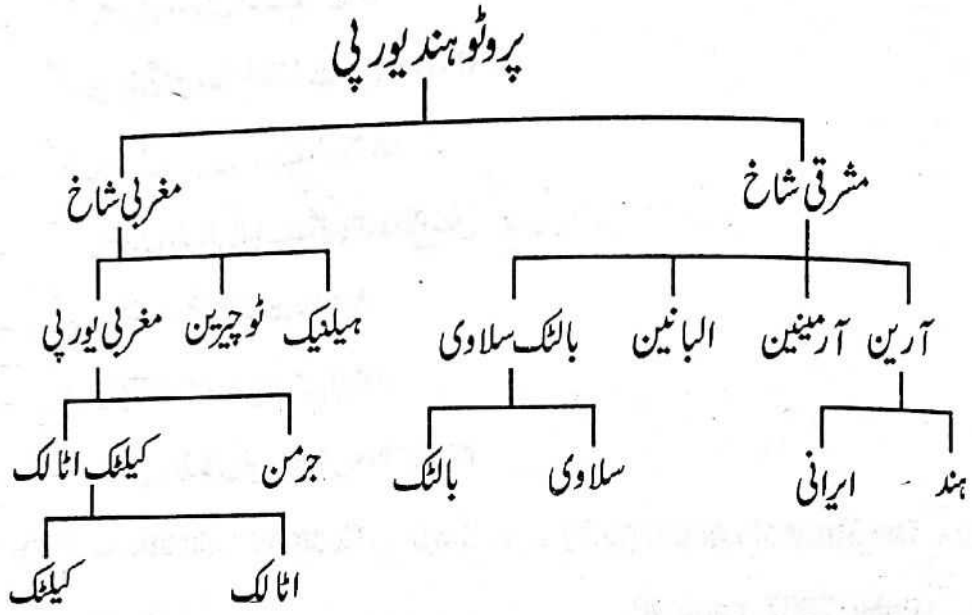 پروٹو ہند یورپی
مشرقی شاخ مغربی شاخ
آرین آرمینین البانین بالٹک سلاوی ہیلنیک ٹوچیرین مغربی یورپی
ہند ایرانی سلاوی بالٹک جرمن کیلٹک اٹالک
اٹالک کیلٹک